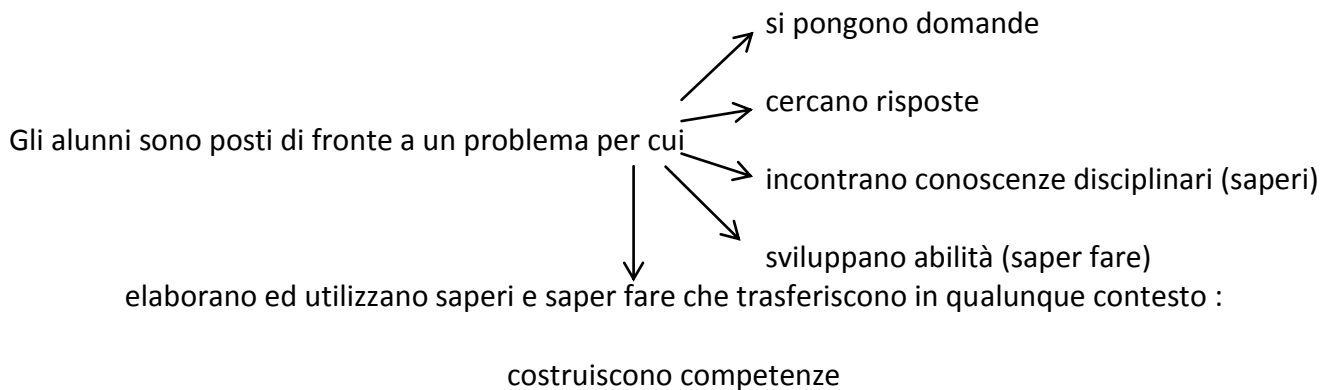 si pongono domande
cercano risposte
Gli alunni sono posti di fronte a un problema per cui
incontrano conoscenze disciplinari (saperi)
sviluppano abilità (saper fare)
elaborano ed utilizzano saperi e saper fare che trasferiscono in qualunque contesto :
costruiscono competenze